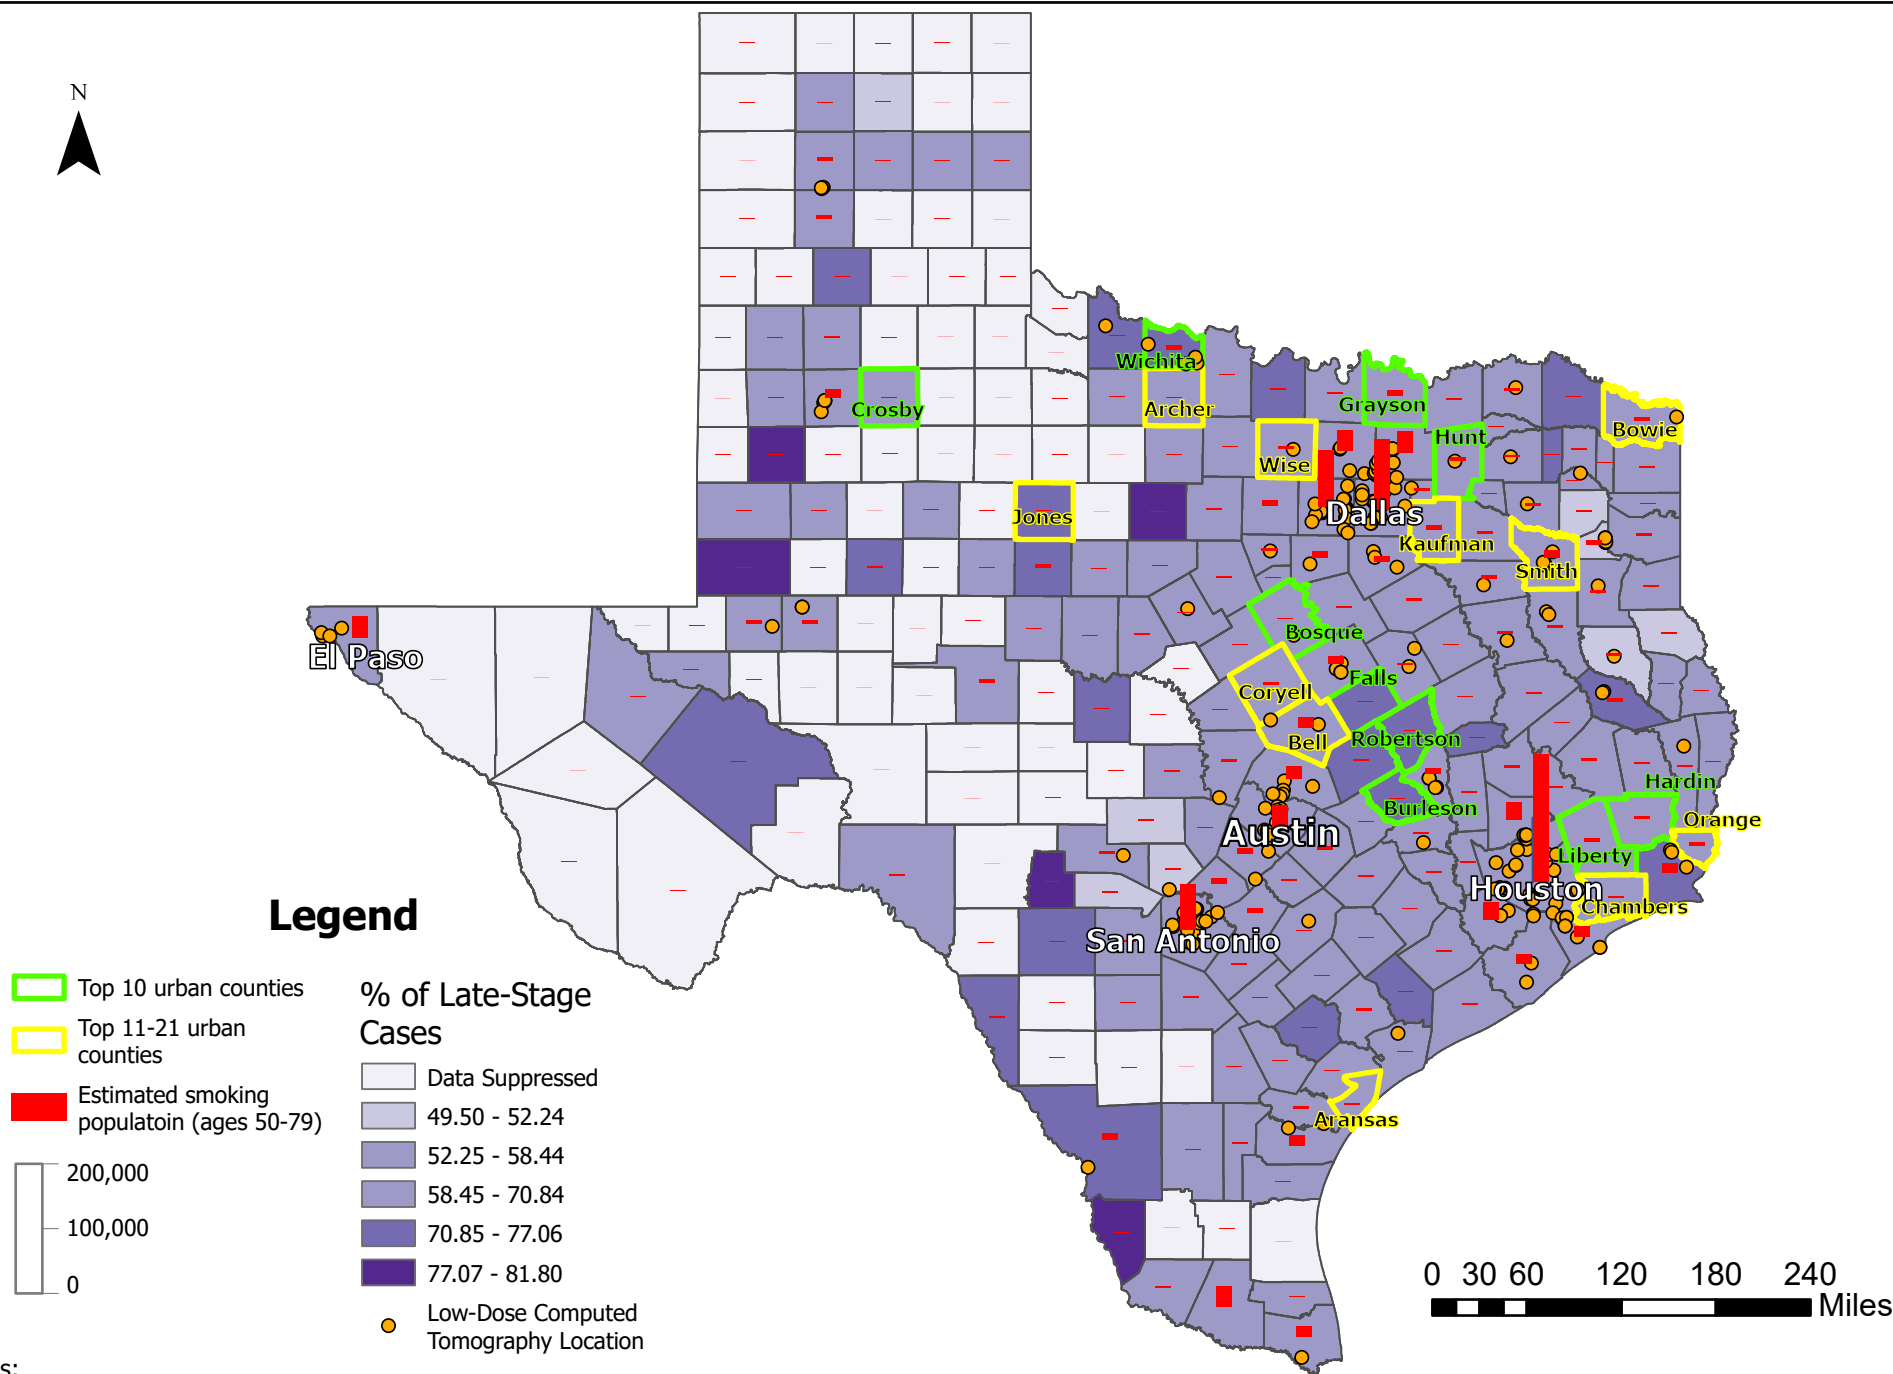 N
Wichita
Archer
Crosby
Grayson
Hunt
Bowie
Wise
Jones
Dallas
Kaufman
Smith
El Paso
Bosque
Falls
Coryell
Bell
Robertson
Hardin
Burleson
Orange
Austin
Liberty
Houston
Chambers
San Antonio
Aransas
Legend
Top 10 urban counties
Top 11-21 urban
counties
Estimated smoking
populatoin (ages 50-79)
200,000
100,000
0
% of Late-Stage
Cases
Data Suppressed
49.50 - 52.24
52.25 - 58.44
58.45 - 70.84
70.85 - 77.06
77.07 - 81.80
Low-Dose Computed
Tomography Location
0 30 60 120 180 240
Miles
s: